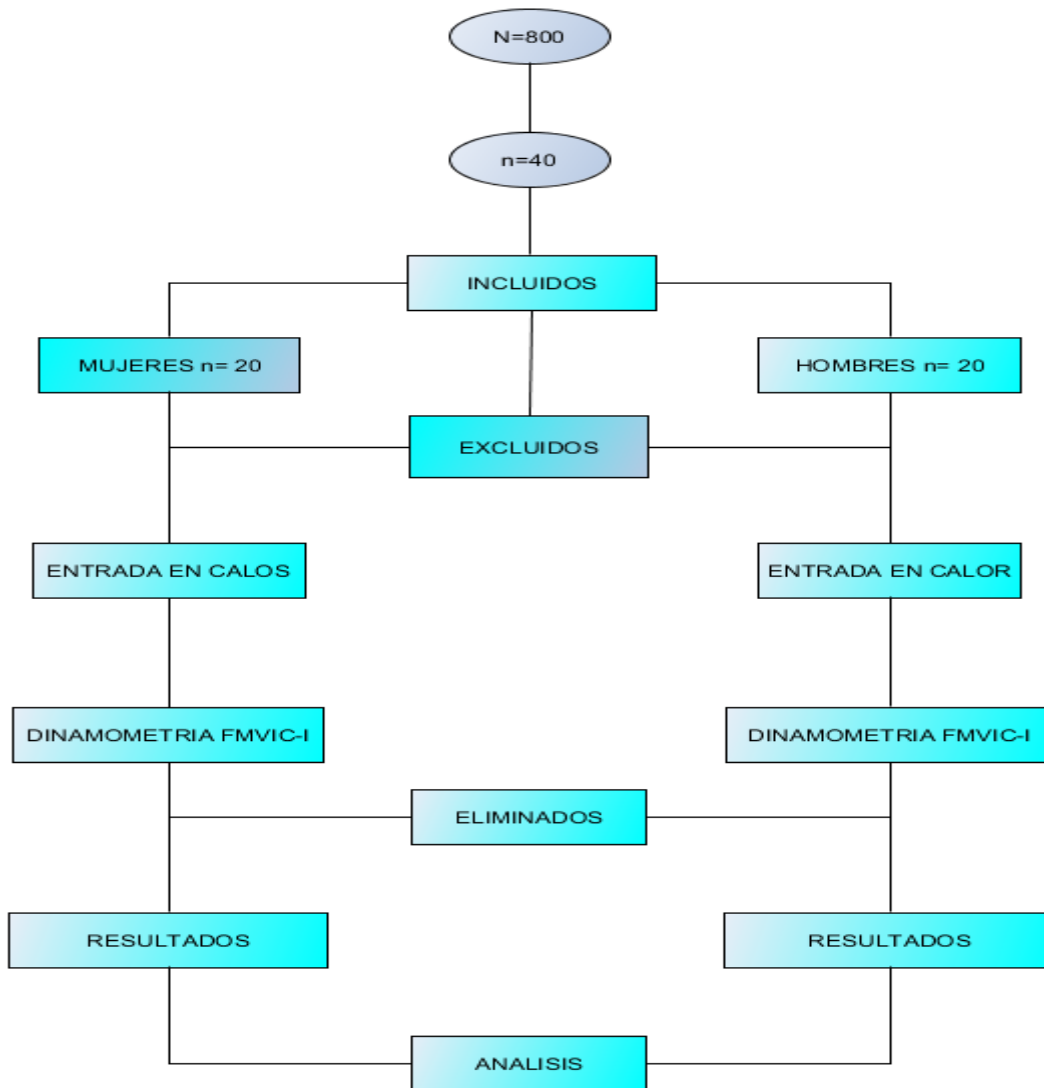 N=800
n=40
INCLUIDOS
MUJERES n= 20
HOMBRES n= 20
EXCLUIDOS
ENTRADA EN CALOS
ENTRADA EN CALOR
DINAMOMETRIA FMVIC-I
DINAMOMETRIA FMVIC-I
ELIMINADOS
RESULTADOS
RESULTADOS
ANALISIS